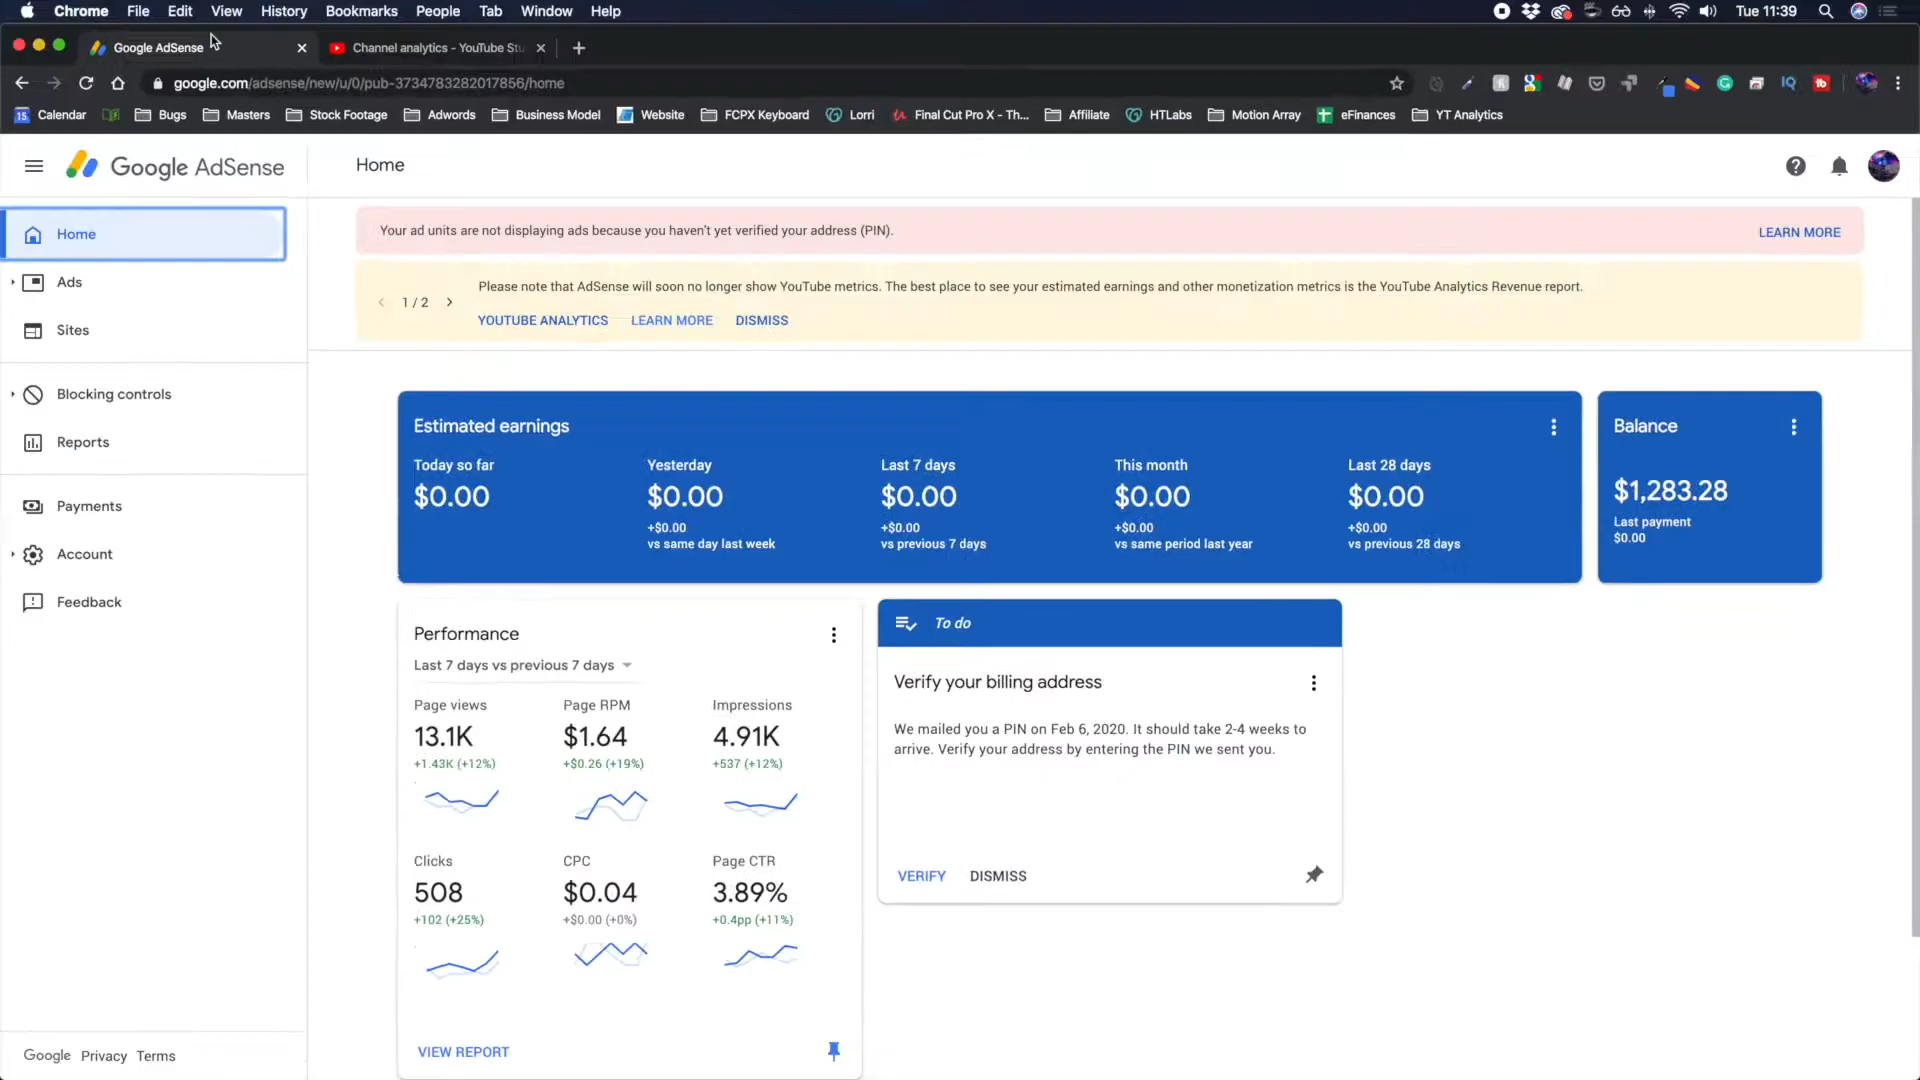 Chrome File Edit View History Bookmarks People Tab Window Help
Tue 11:39
Google AdSense
Channel analytics - YouTube Stu
google.com/adsense/new/u/0/pub-3734783282017856/home
Calendar Bugs Masters Stock Footage Adwords Business Model Website FCPX Keyboard Lorri Final Cut Pro X - Th... Affiliate HTLabs Motion Array eFinances YT Analytics
Google AdSense
Home
Home
Ads
Sites
Blocking controls
Reports
Payments
Account
Feedback
Google Privacy Terms
Your ad units are not displaying ads because you haven't yet verified your address (PIN).
LEARN MORE
1 / 2
Please note that AdSense will soon no longer show YouTube metrics. The best place to see your estimated earnings and other monetization metrics is the YouTube Analytics Revenue report.
YOUTUBE ANALYTICS LEARN MORE DISMISS
Estimated earnings
Today so far
$0.00
Yesterday
$0.00
+$0.00
vs same day last week
Last 7 days
$0.00
+$0.00
vs previous 7 days
This month
$0.00
+$0.00
vs same period last year
Last 28 days
$0.00
+$0.00
vs previous 28 days
Balance
$1,283.28
Last payment
$0.00
Performance
Last 7 days vs previous 7 days
Page views
13.1K
+1.43K (+12%)
Page RPM
$1.64
+$0.26 (+19%)
Impressions
4.91K
+537 (+12%)
Clicks
508
+102 (+25%)
CPC
$0.04
+$0.00 (+0%)
Page CTR
3.89%
+0.4pp (+11%)
VIEW REPORT
To do
Verify your billing address
We mailed you a PIN on Feb 6, 2020. It should take 2-4 weeks to
arrive. Verify your address by entering the PIN we sent you.
VERIFY DISMISS